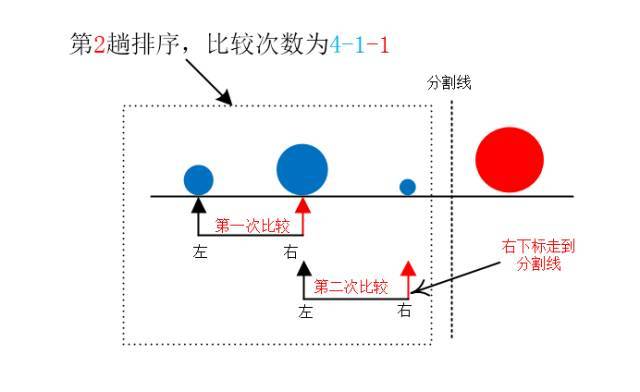 第2趟排序，比较次数为4-1-1
分割线
第一次比较
左
右
右下标走到
分割线
第二次比较
左
右